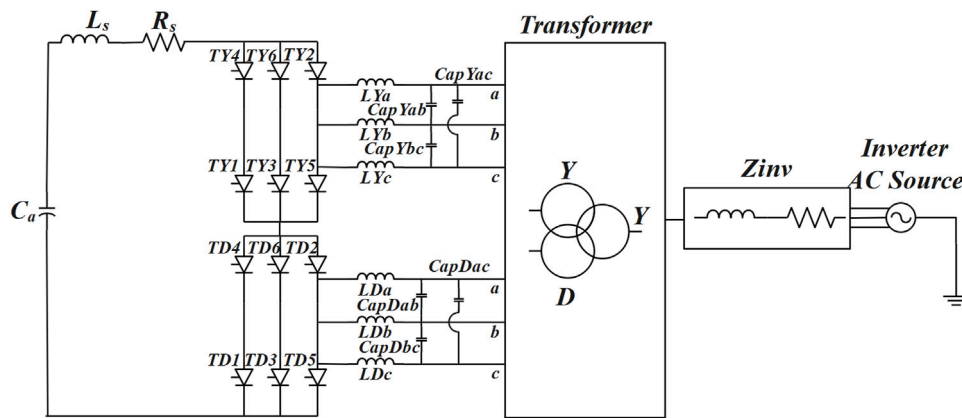 Transformer
Ls Rs
TY4 TY6 TY2
CapYac
LYa
a
CapYab
LYb
b
CapYbc
TY1 TY3 TY5
LYc
c
Ca
Y
Y
D
Zinv
Inverter
AC Source
TD4 TD6 TD2
CapDac
LDa
a
CapDab
LDb
b
CapDbc
TD1 TD3 TD5
LDc
c